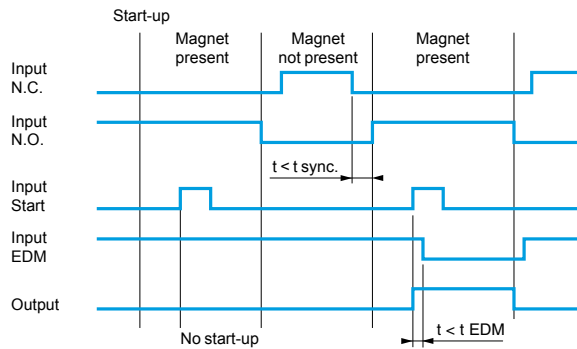 Start-up
Magnet
present
Magnet
not present
Magnet
present
Input
N.C.
Input
N.O.
t < t sync.
Input
Start
Input
EDM
Output
t < t EDM
No start-up